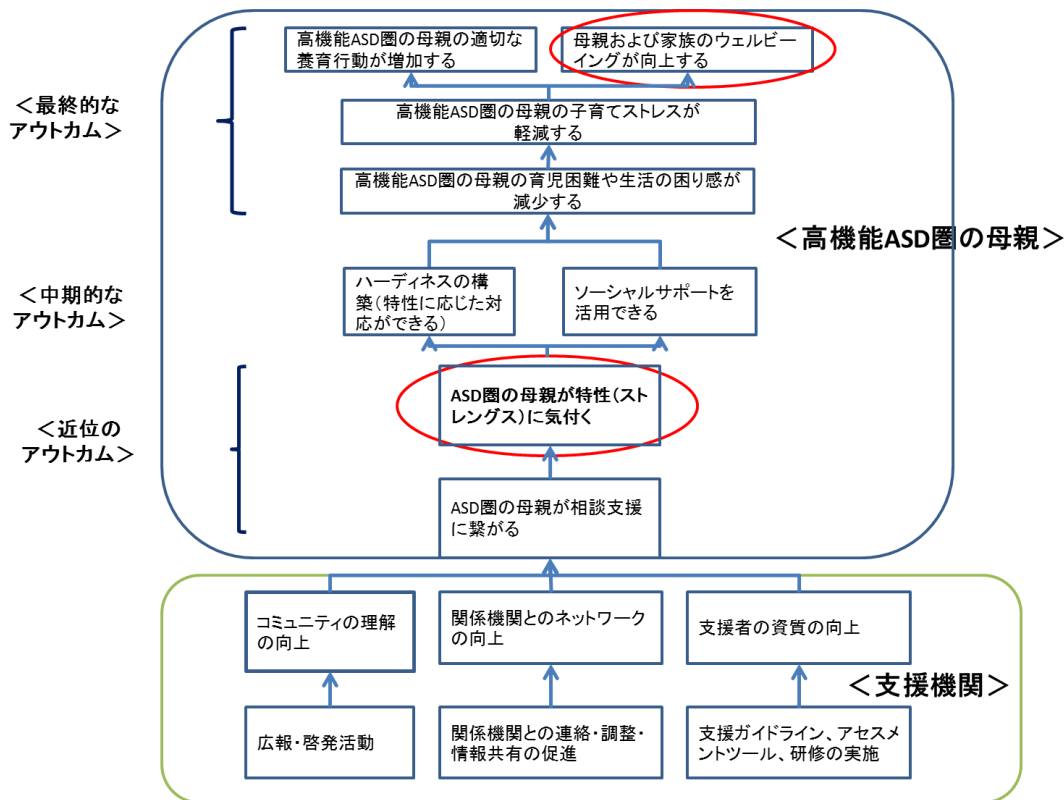 高機能ASD圏の母親の適切な
養育行動が増加する
母親および家族のウェルビー
イングが向上する
＜最終的な
アウトカム＞
高機能ASD圏の母親の子育てストレスが
軽減する
高機能ASD圏の母親の育児困難や生活の困り感が
減少する
＜高機能ASD圏の母親＞
＜中期的な
アウトカム＞
ハーディネスの構
築（特性に応じた対
応ができる）
ソーシャルサポートを
活用できる
＜近位の
アウトカム＞
ASD圏の母親が特性（スト
レングス）に気付く
ASD圏の母親が相談支援
に繋がる
コミュニティの理解
の向上
関係機関とのネットワーク
の向上
支援者の資質の向上
＜支援機関＞
広報・啓発活動
関係機関との連絡・調整・
情報共有の促進
支援ガイドライン、アセスメ
ントツール、研修の実施